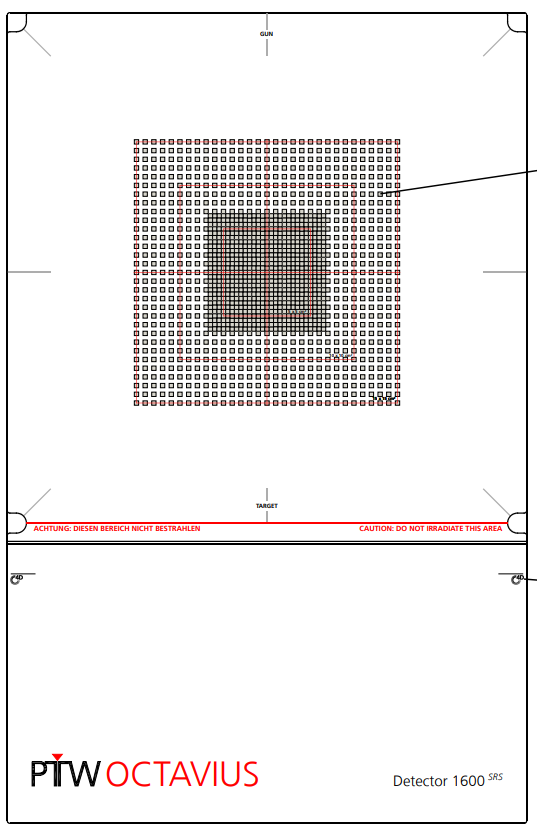 GUN
TARGET
ACHTUNG: DIESEN BEREICH NICHT BESTRAHLEN
CAUTION: DO NOT IRRADIATE THIS AREA
4D
4D
PTW OCTAVIUS
Detector 1600 SRS